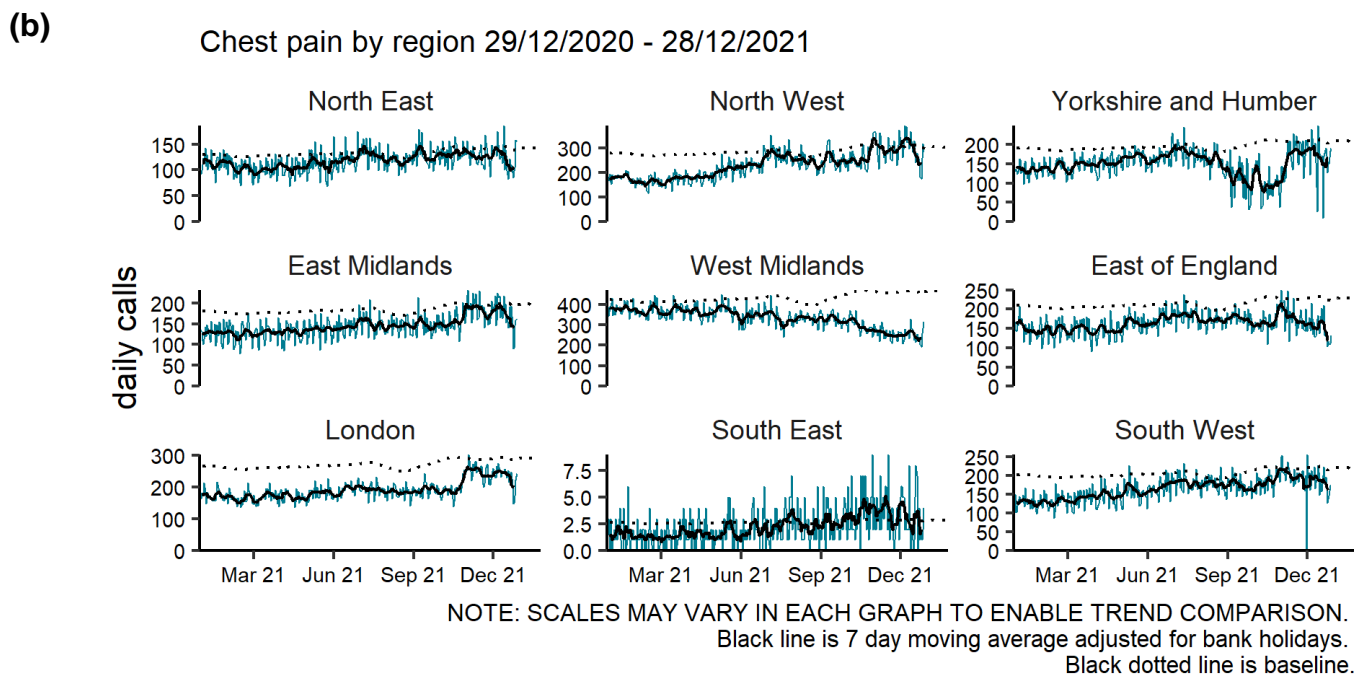 (b)
Chest pain by region 29/12/2020 - 28/12/2021
daily calls
North East
150
100
50
0
North West
300
200
100
0
Yorkshire and Humber
200
150
100
50
0
East Midlands
200
150
100
50
0
West Midlands
400
300
200
100
0
East of England
250
200
150
100
50
0
London
300
200
100
0
Mar 21 Jun 21 Sep 21 Dec 21
South East
7.5
5.0
2.5
0.0
Mar 21 Jun 21 Sep 21 Dec 21
South West
250
200
150
100
50
0
Mar 21 Jun 21 Sep 21 Dec 21
NOTE: SCALES MAY VARY IN EACH GRAPH TO ENABLE TREND COMPARISON.
Black line is 7 day moving average adjusted for bank holidays.
Black dotted line is baseline.